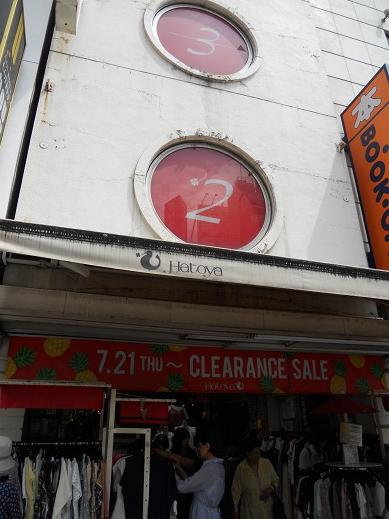 3
2
本
BOOK
Hatoya
7.21 THU ~ CLEARANCE SALE
Hatoya